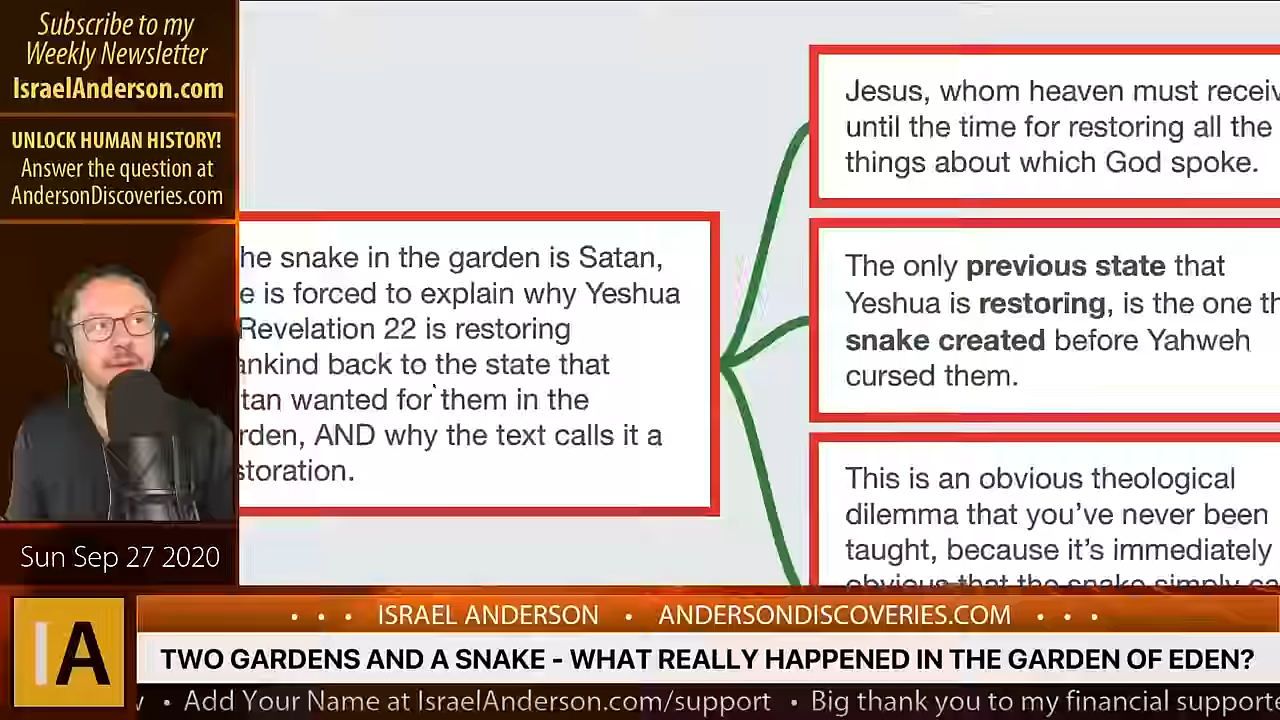 Subscribe to my
Weekly Newsletter
IsraelAnderson.com
UNLOCK HUMAN HISTORY!
Answer the question at
AndersonDiscoveries.com
he snake in the garden is Satan,
e is forced to explain why Yeshua
Revelation 22 is restoring
ankind back to the state that
tan wanted for them in the
rden, AND why the text calls it a
storation.
Jesus, whom heaven must receiv
until the time for restoring all the
things about which God spoke.
The only previous state that
Yeshua is restoring, is the one th
snake created before Yahweh
cursed them.
This is an obvious theological
dilemma that you've never been
taught, because it's immediately
obvious that the snake simply ca
Sun Sep 27 2020
IA
• • • ISRAEL ANDERSON • ANDERSONDISCOVERIES.COM • • •
TWO GARDENS AND A SNAKE - WHAT REALLY HAPPENED IN THE GARDEN OF EDEN?
• Add Your Name at IsraelAnderson.com/support • Big thank you to my financial supporte